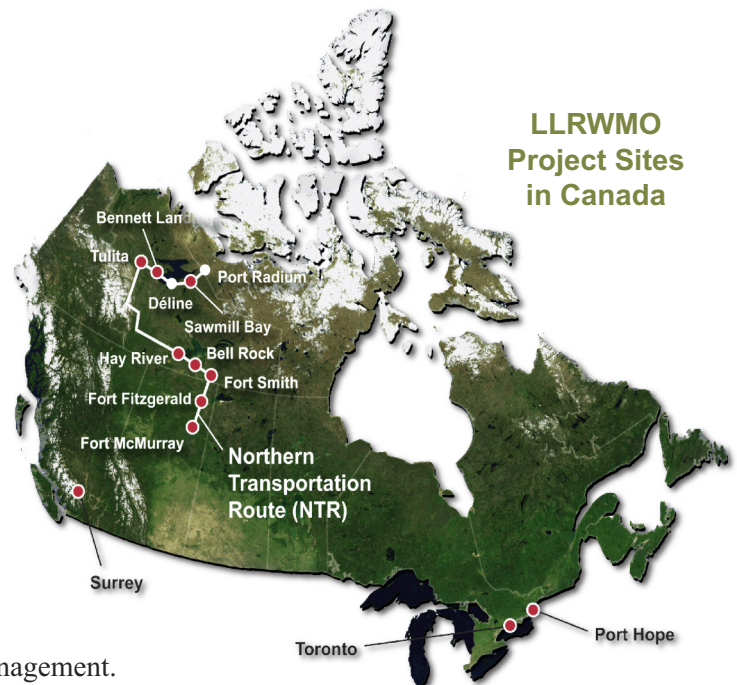 LLRWMO
Project Sites
in Canada
Bennett Land
Tulita
Port Radium
Déline
Sawmill Bay
Hay River
Bell Rock
Fort Smith
Fort Fitzgerald
Fort McMurray
Northern
Transportation
Route (NTR)
Surrey
Toronto
Port Hope
nagement.